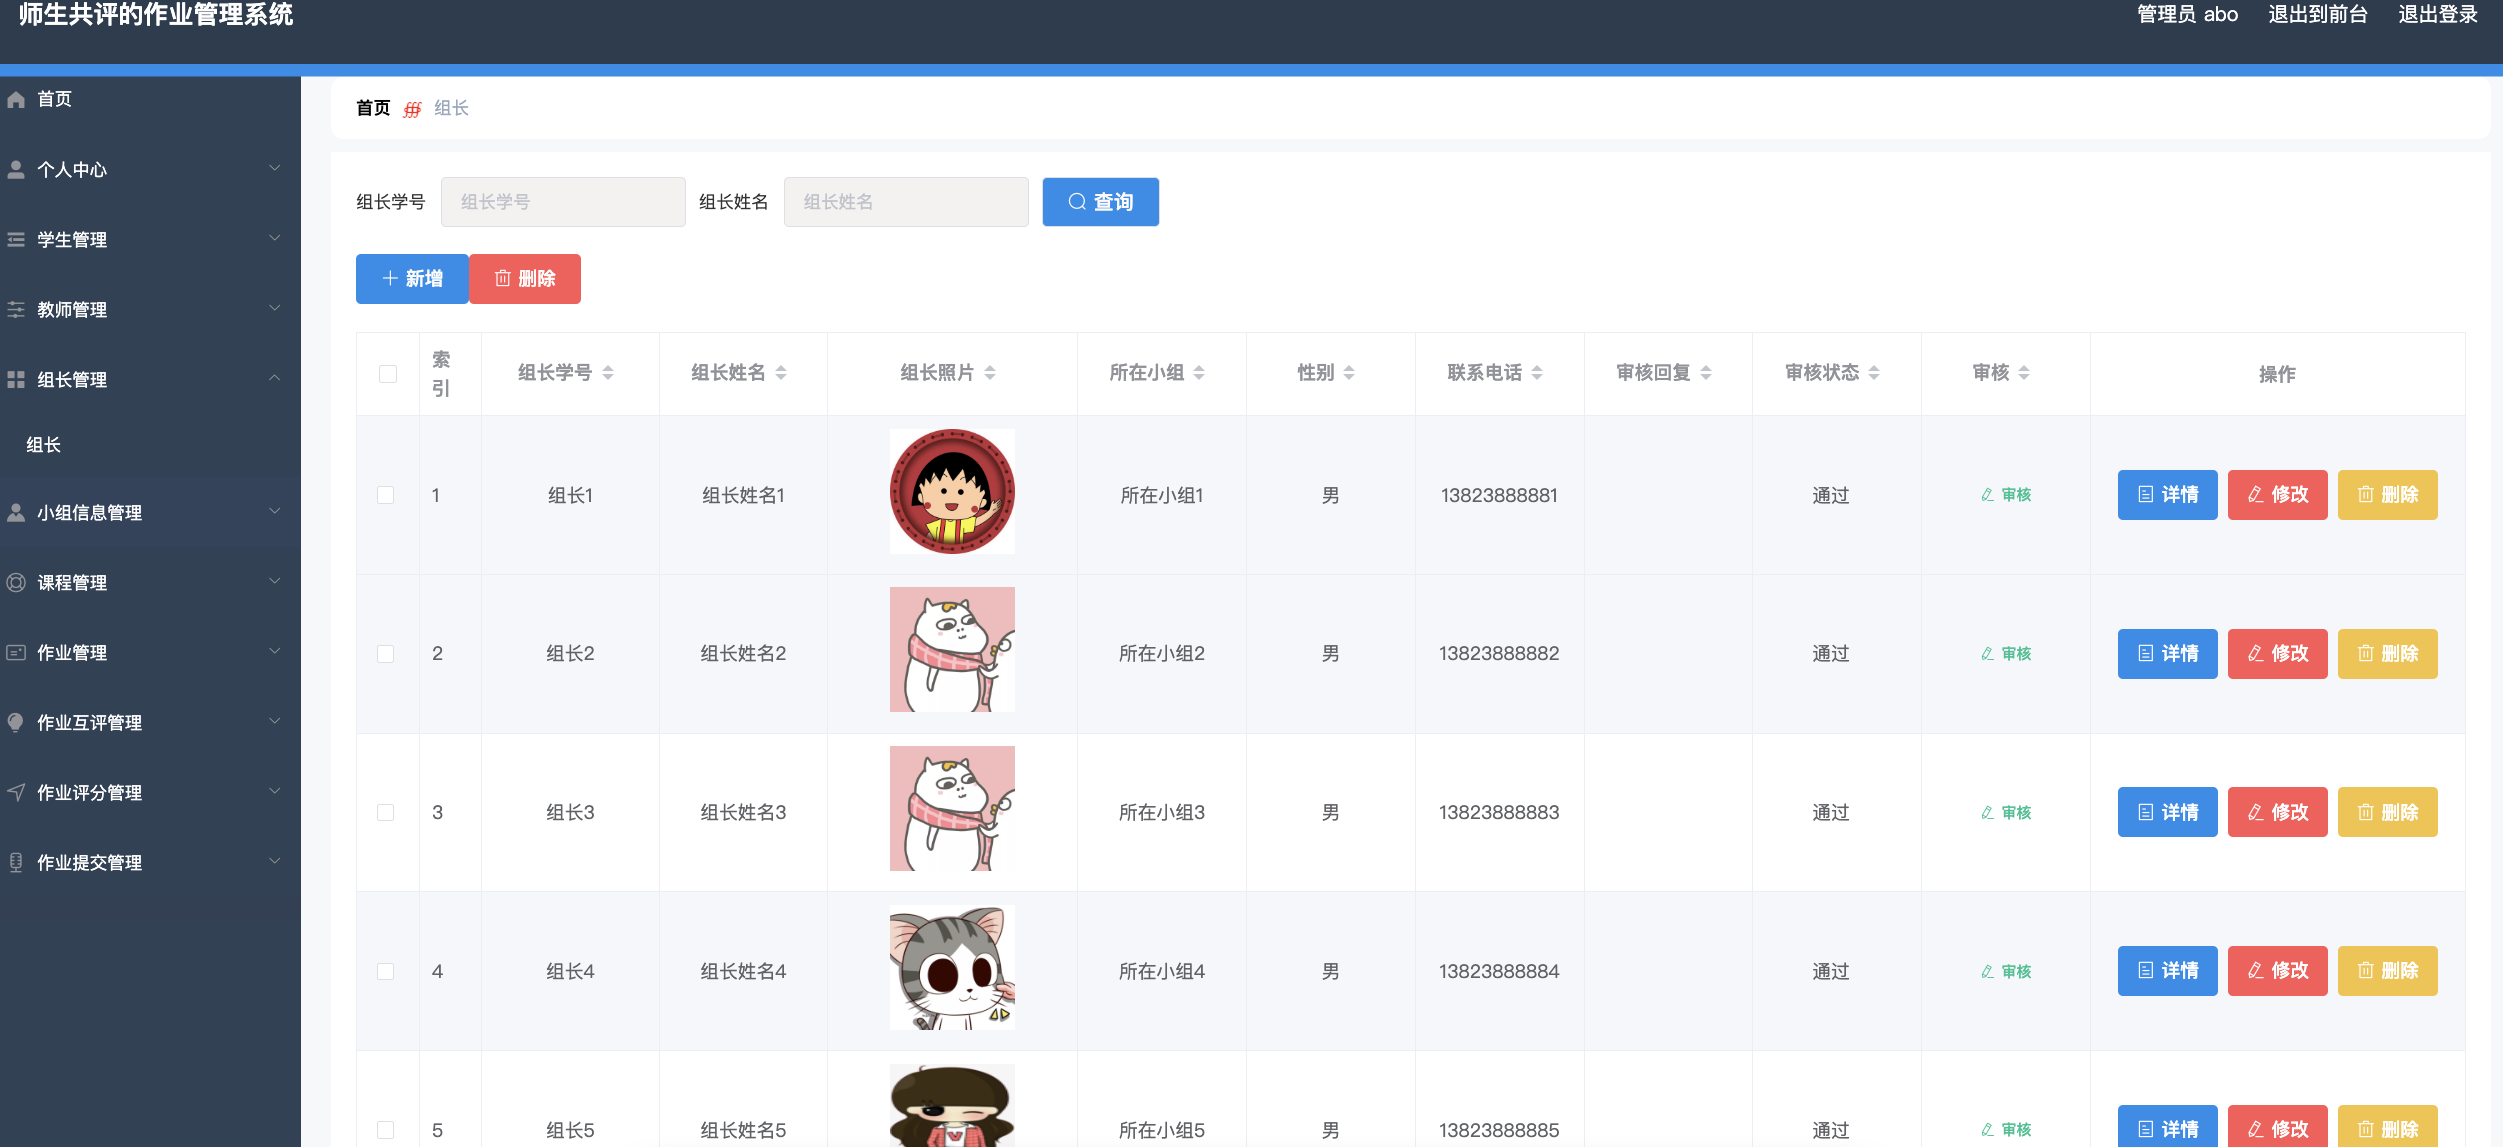 师生共评的作业管理系统
管理员 abo 退出到前台 退出登录
首页
个人中心
学生管理
教师管理
组长管理
组长
小组信息管理
课程管理
作业管理
作业互评管理
作业评分管理
作业提交管理
首页 组长
组长学号 组长学号 组长姓名 组长姓名 查询
新增 删除
索引 组长学号 组长姓名 组长照片 所在小组 性别 联系电话 审核回复 审核状态 审核 操作
1 组长1 组长姓名1 所在小组1 男 13823888881 通过 审核 详情 修改 删除
2 组长2 组长姓名2 所在小组2 男 13823888882 通过 审核 详情 修改 删除
3 组长3 组长姓名3 所在小组3 男 13823888883 通过 审核 详情 修改 删除
4 组长4 组长姓名4 所在小组4 男 13823888884 通过 审核 详情 修改 删除
5 组长5 组长姓名5 所在小组5 男 13823888885 通过 审核 详情 修改 删除